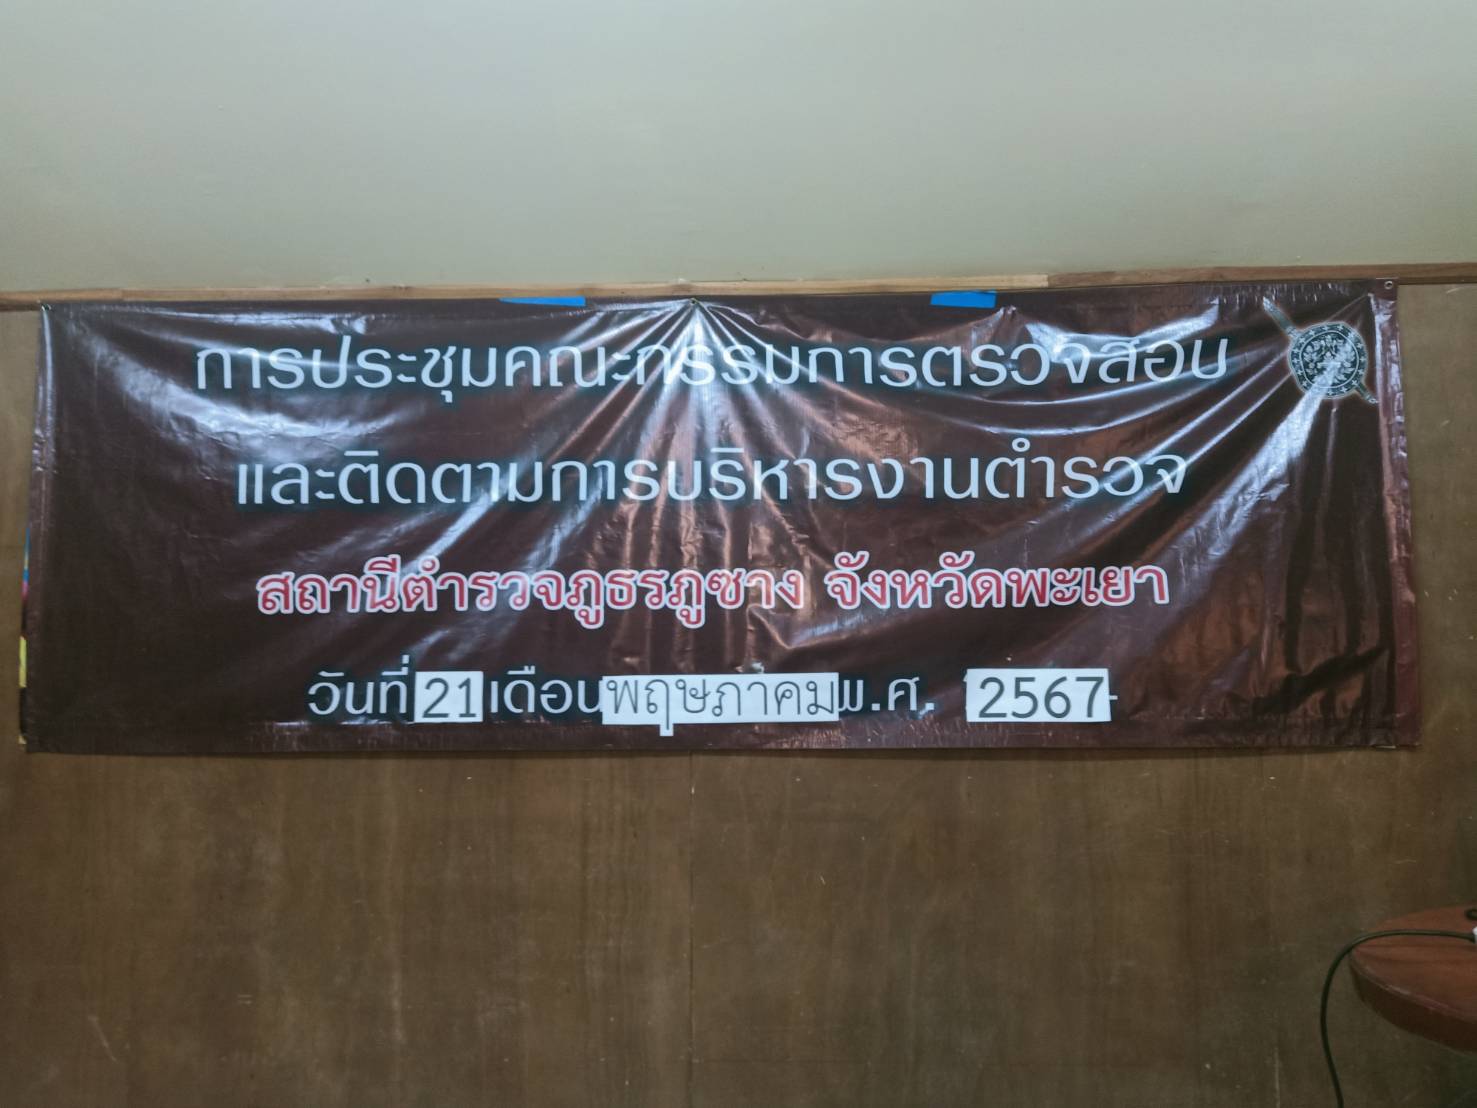 การประชุมคณะกรรมการตรวจสอบ
และติดตามการบริหารงานตำรวจ
สถานีตำรวจภูธรภูซาง จังหวัดพะเยา
วันที่ 21 เดือน พฤษภาคม พ.ศ. 2567